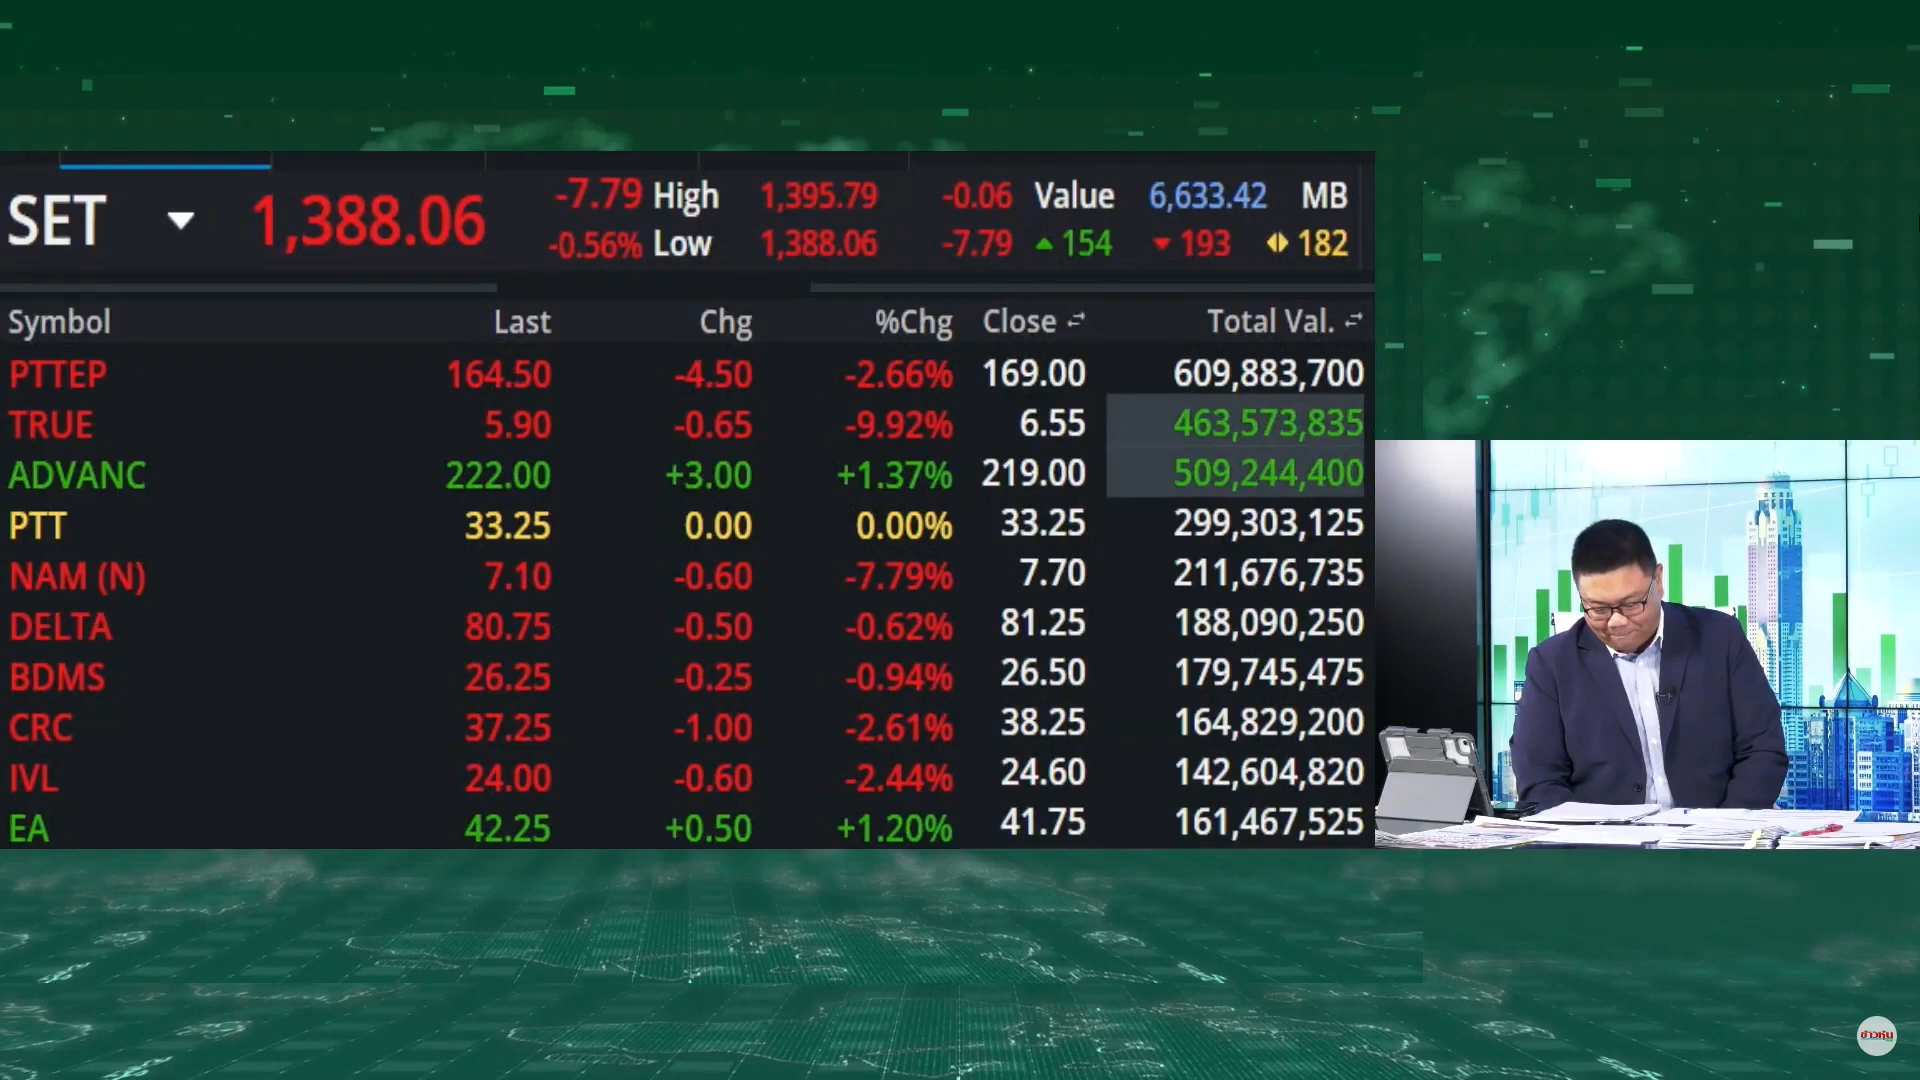 SET 1,388.06 -7.79 High 1,395.79 -0.06 Value 6,633.42 MB
-0.56% Low 1,388.06 -7.79 154 193 182
Symbol Last Chg %Chg Close Total Val.
PTTEP 164.50 -4.50 -2.66% 169.00 609,883,700
TRUE 5.90 -0.65 -9.92% 6.55 463,573,835
ADVANC 222.00 +3.00 +1.37% 219.00 509,244,400
PTT 33.25 0.00 0.00% 33.25 299,303,125
NAM (N) 7.10 -0.60 -7.79% 7.70 211,676,735
DELTA 80.75 -0.50 -0.62% 81.25 188,090,250
BDMS 26.25 -0.25 -0.94% 26.50 179,745,475
CRC 37.25 -1.00 -2.61% 38.25 164,829,200
IVL 24.00 -0.60 -2.44% 24.60 142,604,820
EA 42.25 +0.50 +1.20% 41.75 161,467,525
ข่าวหุ้น